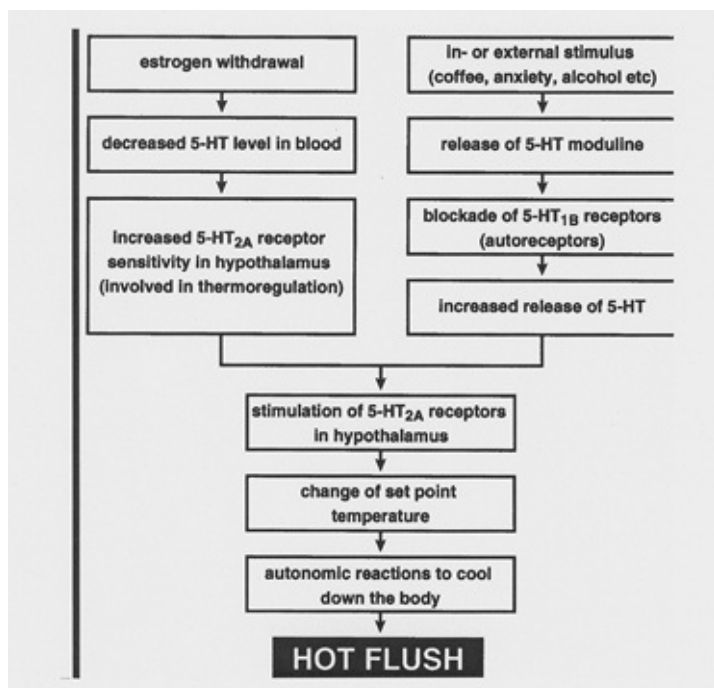 estrogen withdrawal
decreased 5-HT level in blood
increased 5-HT2A receptor
sensitivity in hypothalamus
(involved in thermoregulation)
in- or external stimulus
(coffee, anxiety, alcohol etc)
release of 5-HT moduline
blockade of 5-HT1B receptors
(autoreceptors)
increased release of 5-HT
stimulation of 5-HT2A receptors
in hypothalamus
change of set point
temperature
autonomic reactions to cool
down the body
HOT FLUSH